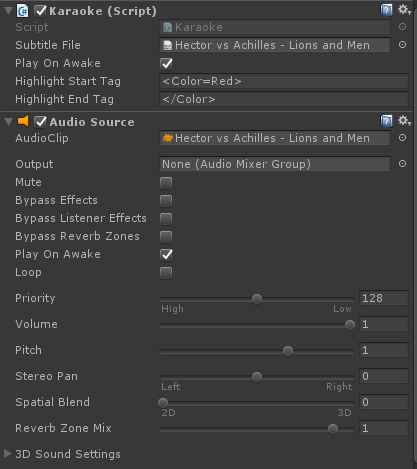 Karaoke (Script)
Script Karaoke
Subtitle File Hector vs Achilles - Lions and Men
Play On Awake
Highlight Start Tag <Color=Red>
Highlight End Tag </Color>
Audio Source
AudioClip Hector vs Achilles - Lions and Men
Output None (Audio Mixer Group)
Mute
Bypass Effects
Bypass Listener Effects
Bypass Reverb Zones
Play On Awake
Loop
Priority 128
High Low
Volume 1
Pitch 1
Stereo Pan 0
Left Right
Spatial Blend 0
2D 3D
Reverb Zone Mix 1
3D Sound Settings